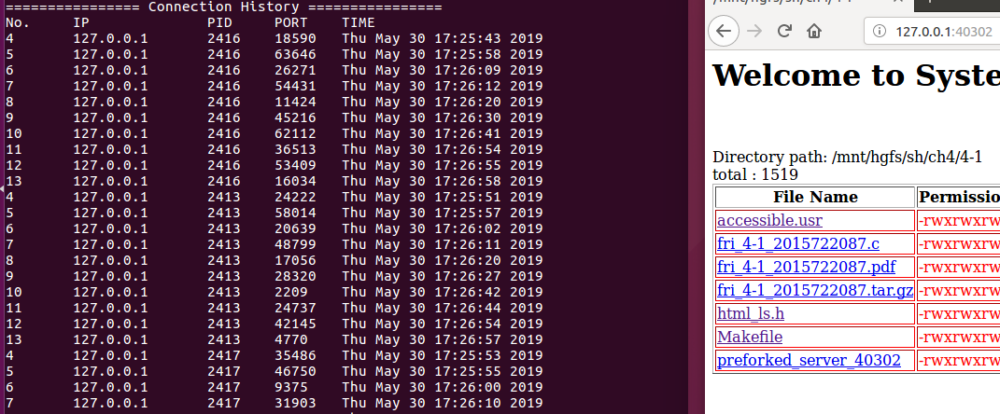 ================ Connection History ================
No. IP PID PORT TIME
4 127.0.0.1 2416 18590 Thu May 30 17:25:43 2019
5 127.0.0.1 2416 63646 Thu May 30 17:25:58 2019
6 127.0.0.1 2416 26271 Thu May 30 17:26:09 2019
7 127.0.0.1 2416 54431 Thu May 30 17:26:12 2019
8 127.0.0.1 2416 11424 Thu May 30 17:26:20 2019
9 127.0.0.1 2416 45216 Thu May 30 17:26:30 2019
10 127.0.0.1 2416 62112 Thu May 30 17:26:41 2019
11 127.0.0.1 2416 36513 Thu May 30 17:26:54 2019
12 127.0.0.1 2416 53409 Thu May 30 17:26:55 2019
13 127.0.0.1 2416 16034 Thu May 30 17:26:58 2019
4 127.0.0.1 2413 24222 Thu May 30 17:25:51 2019
5 127.0.0.1 2413 58014 Thu May 30 17:25:57 2019
6 127.0.0.1 2413 20639 Thu May 30 17:26:02 2019
7 127.0.0.1 2413 48799 Thu May 30 17:26:11 2019
8 127.0.0.1 2413 17056 Thu May 30 17:26:20 2019
9 127.0.0.1 2413 28320 Thu May 30 17:26:27 2019
10 127.0.0.1 2413 2209 Thu May 30 17:26:42 2019
11 127.0.0.1 2413 24737 Thu May 30 17:26:44 2019
12 127.0.0.1 2413 42145 Thu May 30 17:26:54 2019
13 127.0.0.1 2413 4770 Thu May 30 17:26:57 2019
4 127.0.0.1 2417 35486 Thu May 30 17:25:53 2019
5 127.0.0.1 2417 46750 Thu May 30 17:25:55 2019
6 127.0.0.1 2417 9375 Thu May 30 17:26:00 2019
7 127.0.0.1 2417 31903 Thu May 30 17:26:10 2019
127.0.0.1:40302
Welcome to Syste
Directory path: /mnt/hgfs/sh/ch4/4-1
total : 1519
File Name Permissio
accessible.usr -rwxrwxrw
fri_4-1_2015722087.c -rwxrwxrw
fri_4-1_2015722087.pdf -rwxrwxrw
fri_4-1_2015722087.tar.gz -rwxrwxrw
html_ls.h -rwxrwxrw
Makefile -rwxrwxrw
preforked_server_40302 -rwxrwxrw